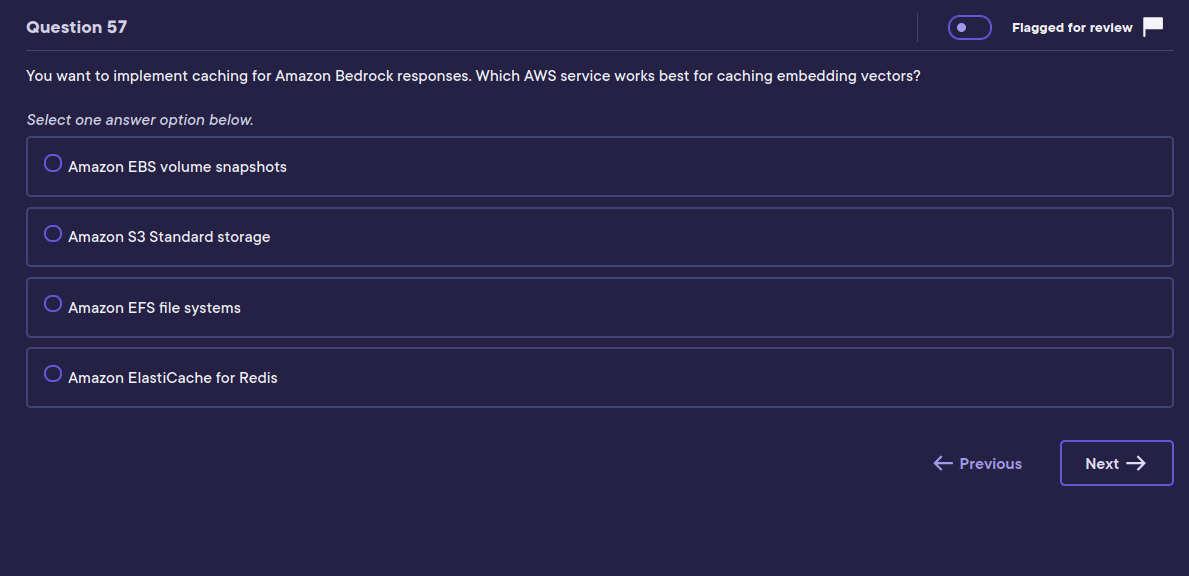 Question 57
Flagged for review
You want to implement caching for Amazon Bedrock responses. Which AWS service works best for caching embedding vectors?
Select one answer option below.
Amazon EBS volume snapshots
Amazon S3 Standard storage
Amazon EFS file systems
Amazon ElastiCache for Redis
Previous
Next